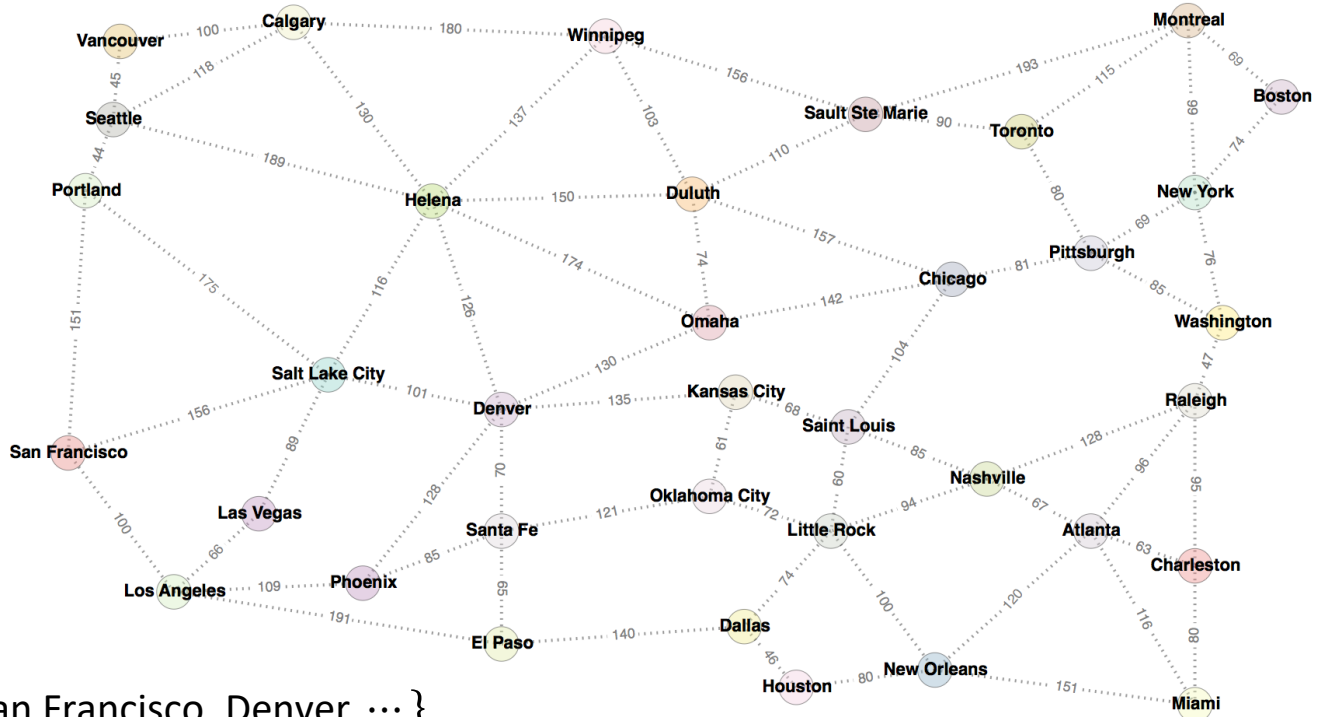 Montreal
Calgary
Vancouver
100
180
Winnipeg
193
69
118
115
Boston
45
156
Sault Ste Marie
Seattle
130
137
103
90
Toronto
99
74
44
189
110
Portland
Helena
150
Duluth
80
New York
69
157
Pittsburgh
76
175
116
174
74
Chicago
81
85
151
126
142
Omaha
Washington
130
104
47
Salt Lake City
101
Denver
135
Kansas City
68
Raleigh
156
Saint Louis
128
San Francisco
89
70
61
85
96
95
128
60
Nashville
100
Las Vegas
Oklahoma City
94
67
66
Santa Fe
121
72
Little Rock
Atlanta
85
63
Charleston
Los Angeles
109
Phoenix
65
74
100
120
191
116
80
El Paso
140
Dallas
46
New Orleans
Houston
80
151
Miami
an Francisco, Denver, ⋯ }